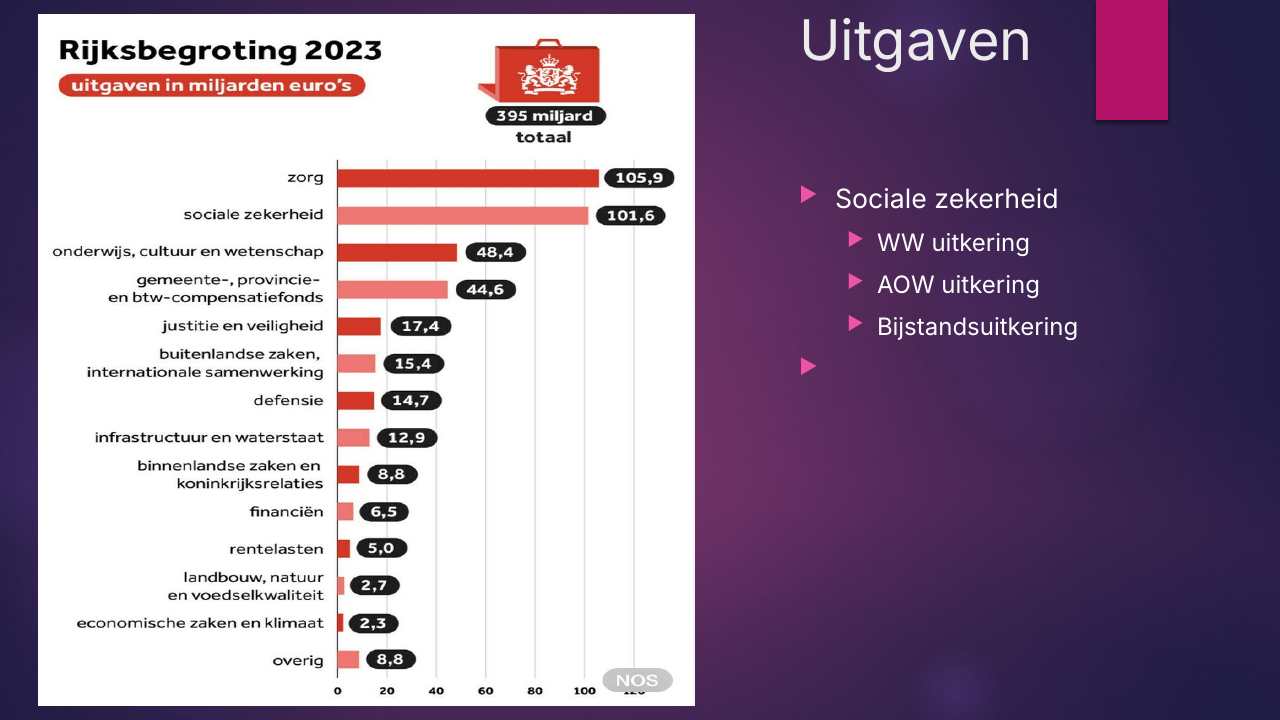 Rijksbegroting 2023
uitgaven in miljarden euro's
395 miljard
totaal
zorg 105,9
sociale zekerheid 101,6
onderwijs, cultuur en wetenschap 48,4
gemeente-, provincie-
en btw-compensatiefonds 44,6
justitie en veiligheid 17,4
buitenlandse zaken,
internationale samenwerking 15,4
defensie 14,7
infrastructuur en waterstaat 12,9
binnenlandse zaken en
koninkrijksrelaties 8,8
financiën 6,5
rentelasten 5,0
landbouw, natuur
en voedselkwaliteit 2,7
economische zaken en klimaat 2,3
overig 8,8
0 20 40 60 80 100
NOS
Uitgaven
Sociale zekerheid
WW uitkering
AOW uitkering
Bijstandsuitkering